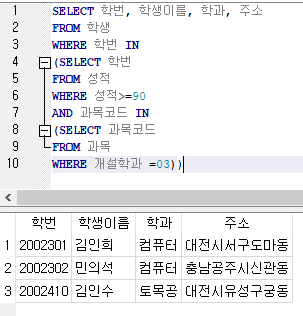 1 SELECT 학번, 학생이름, 학과, 주소
2 FROM 학생
3 WHERE 학번 IN
4 (SELECT 학번
5 FROM 성적
6 WHERE 성적>=90
7 AND 과목코드 IN
8 (SELECT 과목코드
9 FROM 과목
10 WHERE 개설학과 =03))
학번 학생이름 학과 주소
1 2002301 김인희 컴퓨터 대전시서구도마동
2 2002302 민의석 컴퓨터 충남공주시신관동
3 2002410 김인수 토목공 대전시유성구궁동